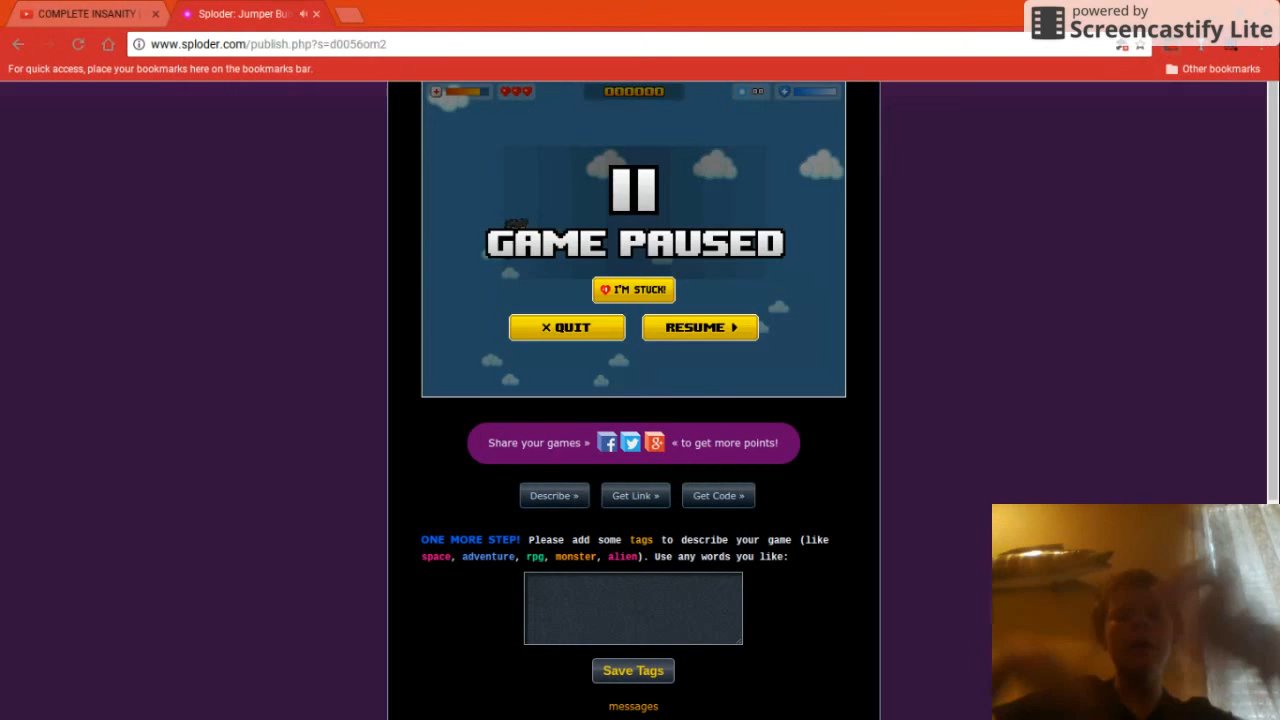 COMPLETE INSANITY
Sploder: Jumper Bu
powered by
Screencastify Lite
www.sploder.com/publish.php?s=d0056om2
For quick access, place your bookmarks here on the bookmarks bar.
Other bookmarks
000000
00
GAME PAUSED
I'M STUCK!
QUIT
RESUME
Share your games »
« to get more points!
Describe »
Get Link »
Get Code »
ONE MORE STEP! Please add some tags to describe your game (like
space, adventure, rpg, monster, alien). Use any words you like:
Save Tags
messages